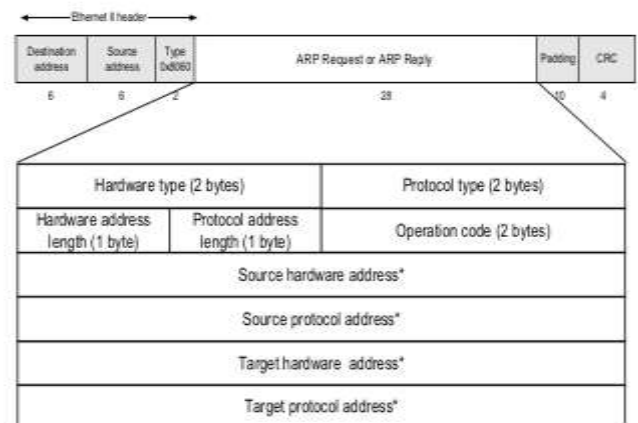 Ethernet II header
Destination address
Source address
Type 0x8060
ARP Request or ARP Reply
Padding
CRC
6
6
2
28
10
4
Hardware type (2 bytes)
Protocol type (2 bytes)
Hardware address length (1 byte)
Protocol address length (1 byte)
Operation code (2 bytes)
Source hardware address*
Source protocol address*
Target hardware address*
Target protocol address*